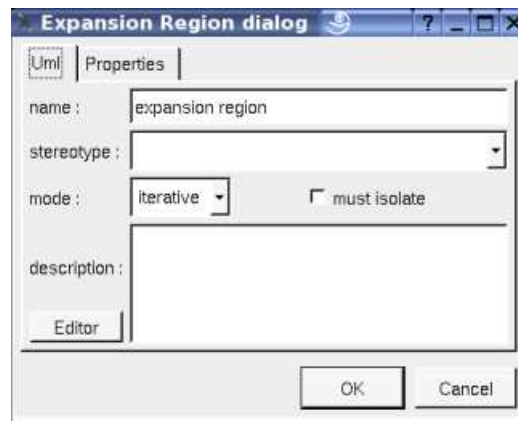 Expansion Region dialog ? _ X
Uml Properties
name : expansion region
stereotype :
mode : iterative must isolate
description :
Editor
OK Cancel